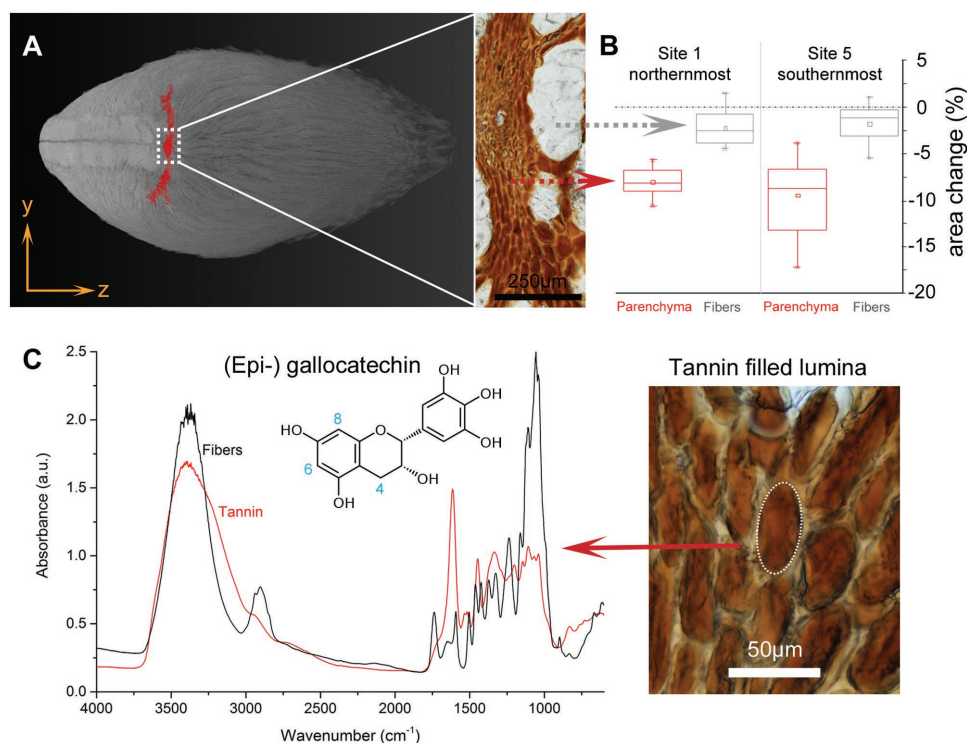 A
y
z
250μm
B
Site 1
northernmost
Site 5
southernmost
5
0
-5
-10
-15
-20
area change (%)
Parenchyma
Fibers
Parenchyma
Fibers
C
(Epi-) gallocatechin
2.5
2.0
1.5
1.0
0.5
0.0
Absorbance (a.u.)
Fibers
Tannin
OH
OH
OH
HO
8
O
6
4
OH
OH
4000
3500
3000
2500
2000
1500
1000
Wavenumber (cm⁻¹)
Tannin filled lumina
50μm